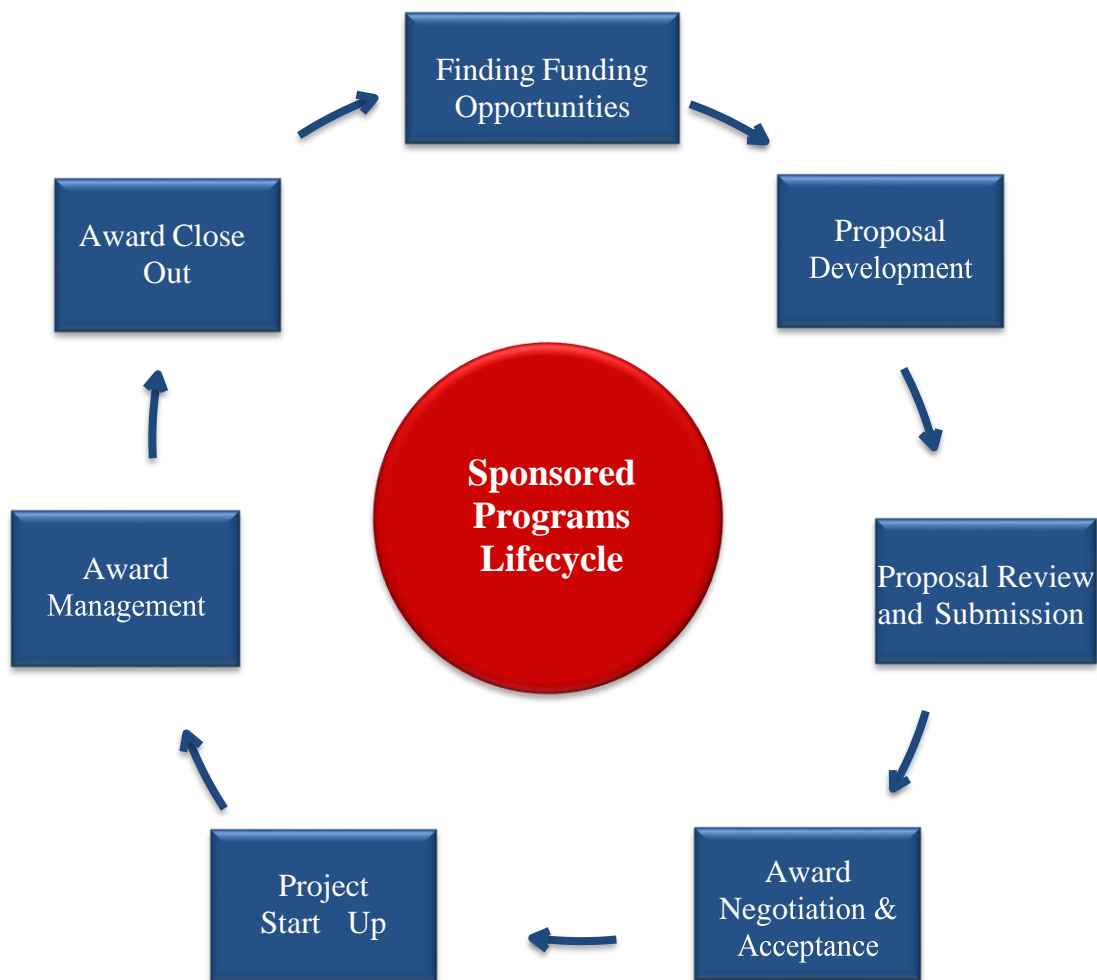 Finding Funding
Opportunities
Proposal
Development
Proposal Review
and Submission
Award
Negotiation &
Acceptance
Project
Start Up
Award
Management
Award Close
Out
Sponsored
Programs
Lifecycle